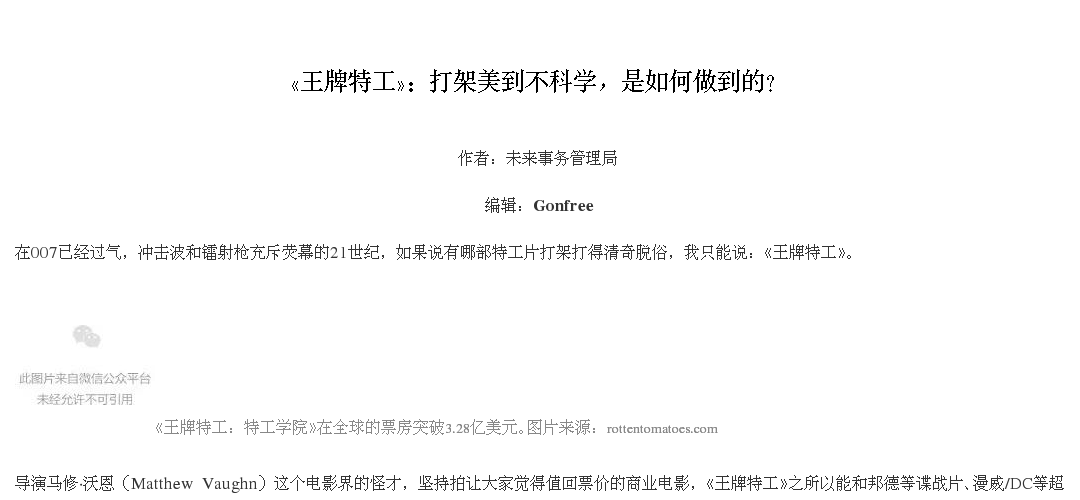 《王牌特工》：打架美到不科学，是如何做到的?
作者：未来事务管理局
编辑：Gonfree
在007已经过气，冲击波和镭射枪充斥荧幕的21世纪，如果说有哪部特工片打架打得清奇脱俗，我只能说：《王牌特工》。
此图片来自微信公众平台
未经允许不可引用
《王牌特工：特工学院》在全球的票房突破3.28亿美元。图片来源：rottentomatoes.com
导演马修·沃恩（Matthew Vaughn）这个电影界的怪才，坚持拍让大家觉得值回票价的商业电影，《王牌特工》之所以能和邦德等谍战片、漫威/DC等超